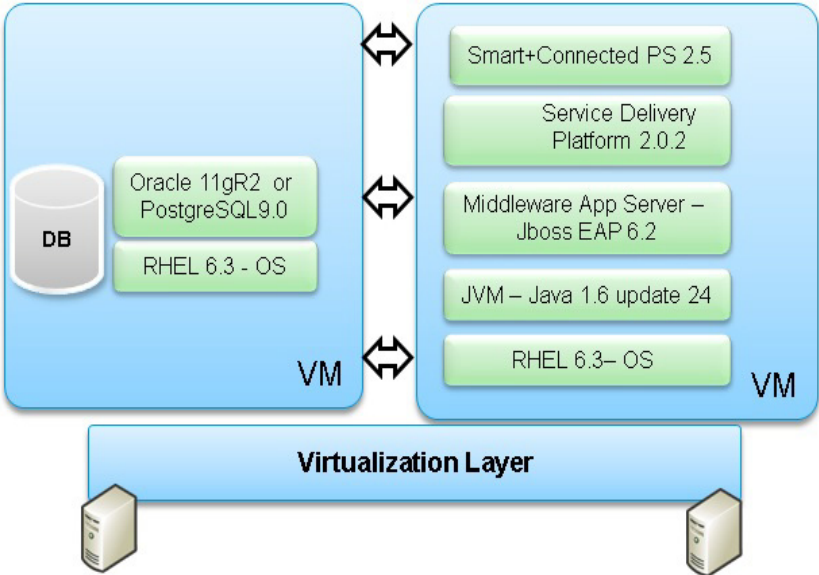 DB
Oracle 11gR2 or
PostgreSQL9.0
RHEL 6.3 - OS
VM
Smart+Connected PS 2.5
Service Delivery
Platform 2.0.2
Middleware App Server –
Jboss EAP 6.2
JVM – Java 1.6 update 24
RHEL 6.3– OS
VM
Virtualization Layer